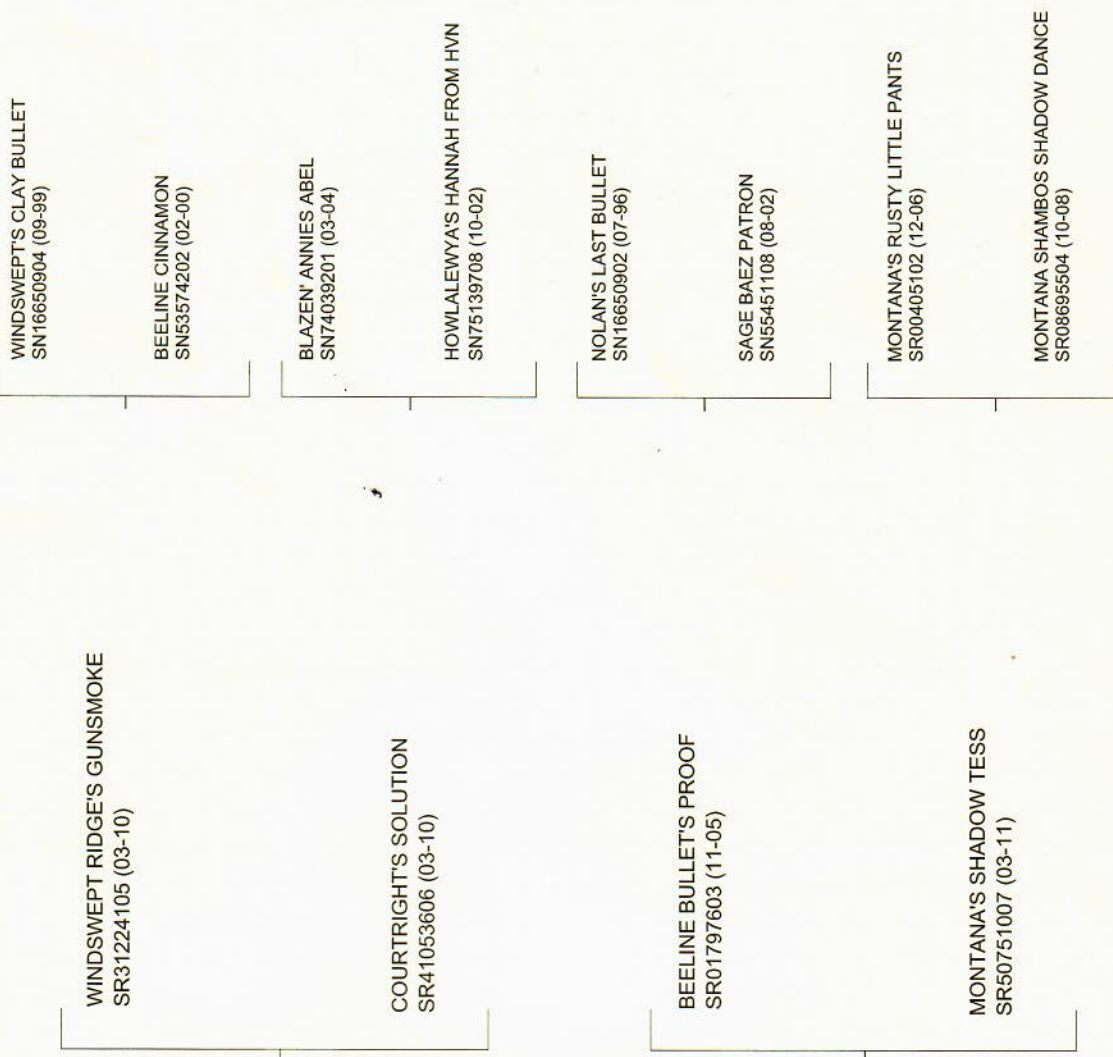 WINDSWEPT RIDGE'S GUNSMOKE
SR31224105 (03-10)
COURTRIGHT'S SOLUTION
SR41053606 (03-10)
BEELINE BULLET'S PROOF
SR01797603 (11-05)
MONTANA'S SHADOW TESS
SR50751007 (03-11)
WINDSWEPT'S CLAY BULLET
SN16650904 (09-99)
BEELINE CINNAMON
SN53574202 (02-00)
BLAZEN' ANNIES ABEL
SN74039201 (03-04)
HOWLALEWYA'S HANNAH FROM HVN
SN75139708 (10-02)
NOLAN'S LAST BULLET
SN16650902 (07-96)
SAGE BAEZ PATRON
SN55451108 (08-02)
MONTANA'S RUSTY LITTLE PANTS
SR00405102 (12-06)
MONTANA SHAMBOS SHADOW DANCE
SR08695504 (10-08)